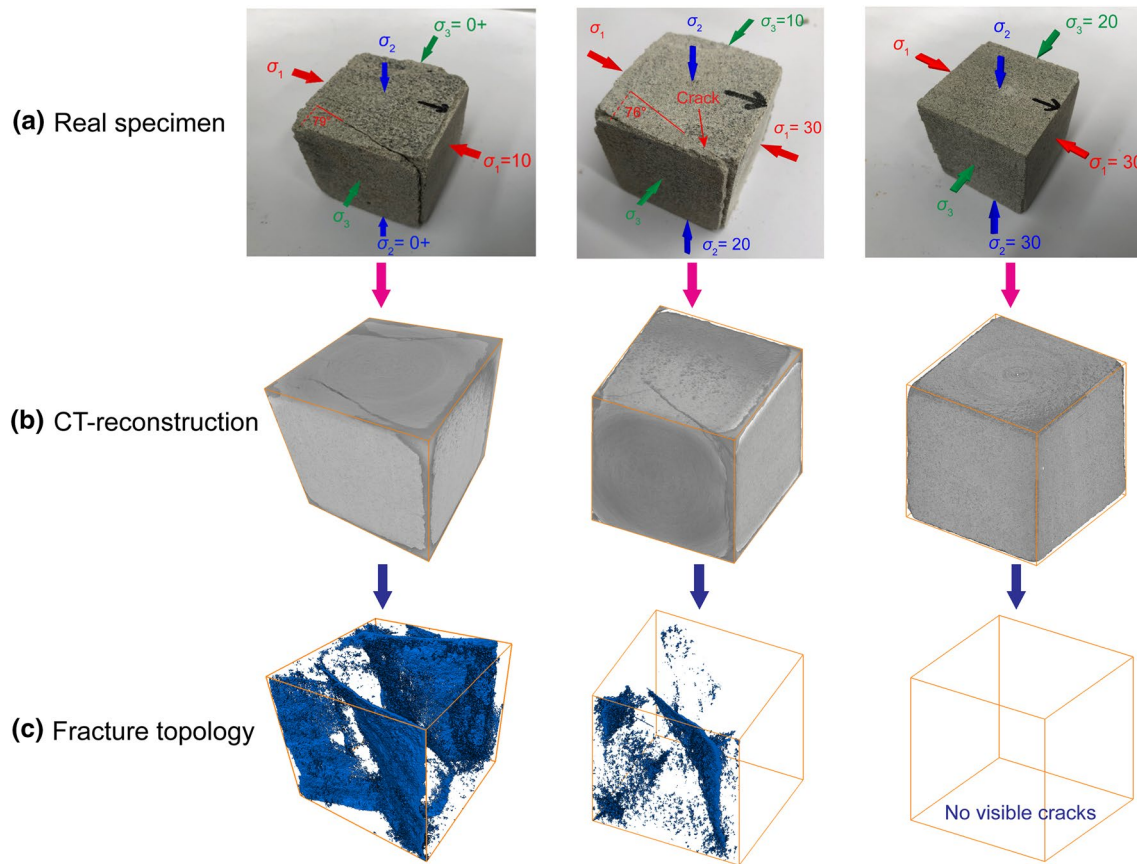 (a) Real specimen
σ₃= 0+
σ₂
σ₁
79°
σ₁= 10
σ₃
σ₂= 0+
σ₃=10
σ₂
σ₁
Crack
76°
σ₁= 30
σ₃
σ₂= 20
σ₃= 20
σ₂
σ₁
σ₁= 30
σ₃
σ₂= 30
(b) CT-reconstruction
(c) Fracture topology
No visible cracks